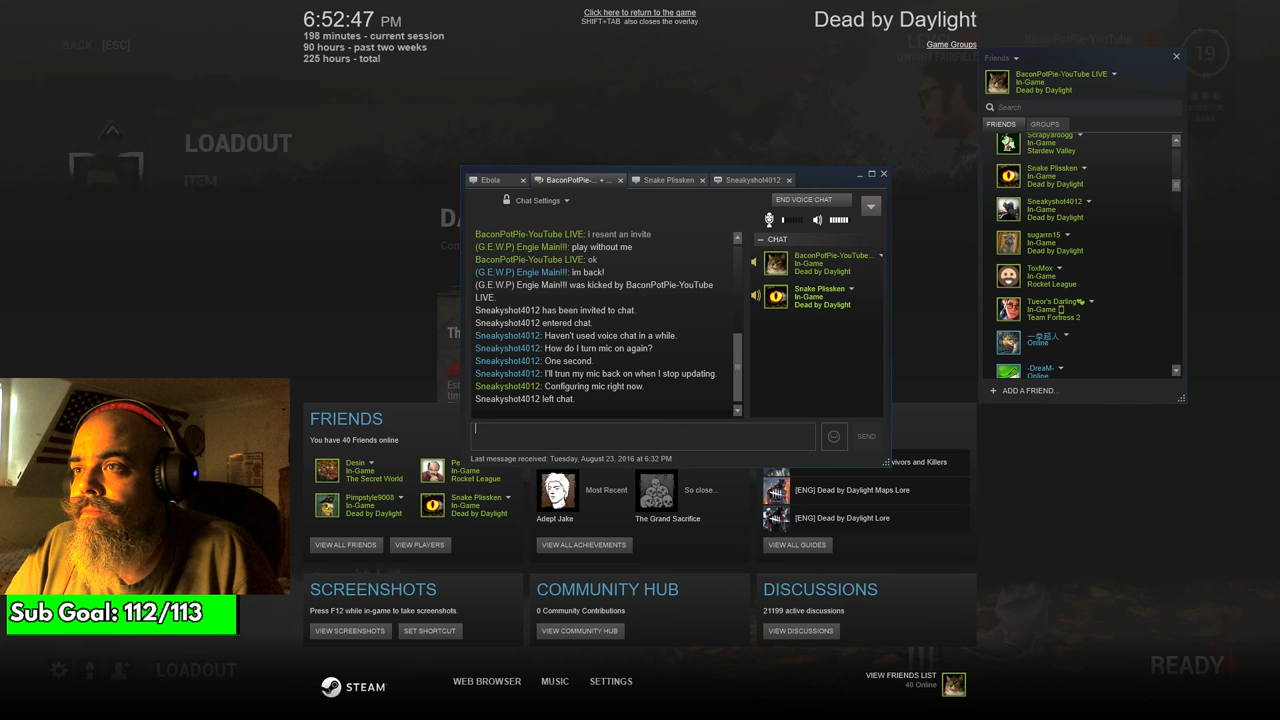 6:52:47 PM
198 minutes - current session
90 hours - past two weeks
225 hours - total
Click here to return to the game
SHIFT+TAB also closes the overlay
Dead by Daylight
Game Groups
BACK [ESC]
LOADOUT
ITEM
19
Friends
BaconPotPie-YouTube LIVE
In-Game
Dead by Daylight
Search
FRIENDS
GROUPS
Scrapyardogg
In-Game
Stardew Valley
Snake Plissken
In-Game
Dead by Daylight
Sneakyshot4012
In-Game
Dead by Daylight
sugarm15
In-Game
Dead by Daylight
ToxMox
In-Game
Rocket League
Tueor's Darling
In-Game
Team Fortress 2
Online
-DreaM-
Online
ADD A FRIEND...
Ebola
BaconPotPie-... + ...
Snake Plissken
Sneakyshot4012
Chat Settings
END VOICE CHAT
BaconPotPie-YouTube LIVE: i resent an invite
(G.E.W.P) Engie Main!!!: play without me
BaconPotPie-YouTube LIVE: ok
(G.E.W.P) Engie Main!!!: im back!
(G.E.W.P) Engie Main!!! was kicked by BaconPotPie-YouTube
LIVE.
Sneakyshot4012 has been invited to chat.
Sneakyshot4012 entered chat.
Sneakyshot4012: Haven't used voice chat in a while.
Sneakyshot4012: How do I turn mic on again?
Sneakyshot4012: One second.
Sneakyshot4012: I'll trun my mic back on when I stop updating.
Sneakyshot4012: Configuring mic right now.
Sneakyshot4012 left chat.
CHAT
BaconPotPie-YouTube...
In-Game
Dead by Daylight
Snake Plissken
In-Game
Dead by Daylight
SEND
Last message received: Tuesday, August 23, 2016 at 6:32 PM
FRIENDS
You have 40 Friends online
Desin
In-Game
The Secret World
Pe
In-Game
Rocket League
Pimpstyle9008
In-Game
Dead by Daylight
Snake Plissken
In-Game
Dead by Daylight
VIEW ALL FRIENDS
VIEW PLAYERS
Most Recent
Adept Jake
So close...
The Grand Sacrifice
VIEW ALL ACHIEVEMENTS
vivors and Killers
[ENG] Dead by Daylight Maps Lore
[ENG] Dead by Daylight Lore
VIEW ALL GUIDES
SCREENSHOTS
Press F12 while in-game to take screenshots.
VIEW SCREENSHOTS
SET SHORTCUT
COMMUNITY HUB
0 Community Contributions
VIEW COMMUNITY HUB
DISCUSSIONS
21199 active discussions
VIEW DISCUSSIONS
Sub Goal: 112/113
LOADOUT
READY
STEAM
WEB BROWSER
MUSIC
SETTINGS
VIEW FRIENDS LIST
40 Online